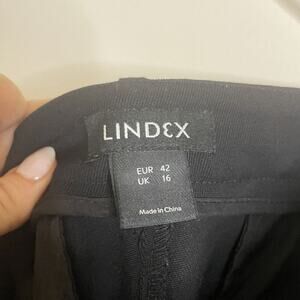 LINDEX
EUR 42
UK 16
Made in China